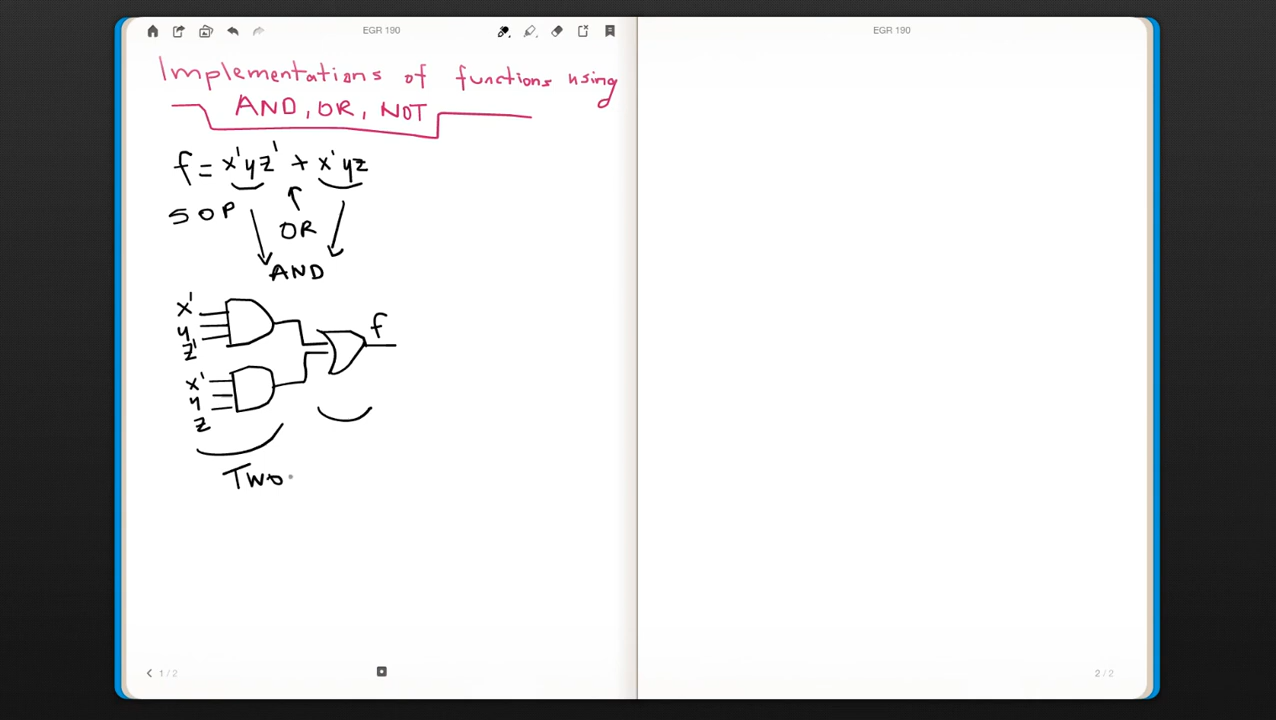 EGR 190
EGR 190
Implementations of functions using
AND, OR, NOT
f = x'yz' + x'yz
SOP
OR
AND
x'
y
z'
f
x'
y
z
Two
1 / 2
2 / 2